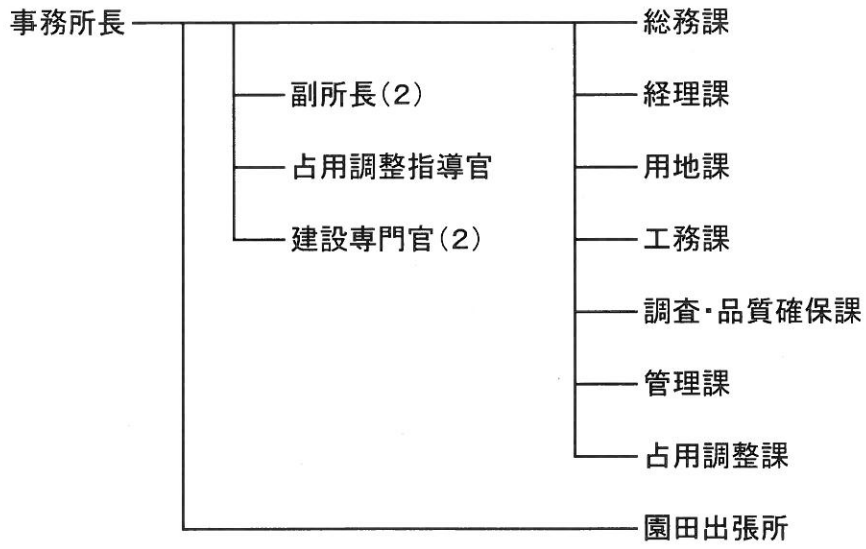 事務所長
副所長(2)
占用調整指導官
建設専門官(2)
総務課
経理課
用地課
工務課
調査・品質確保課
管理課
占用調整課
園田出張所